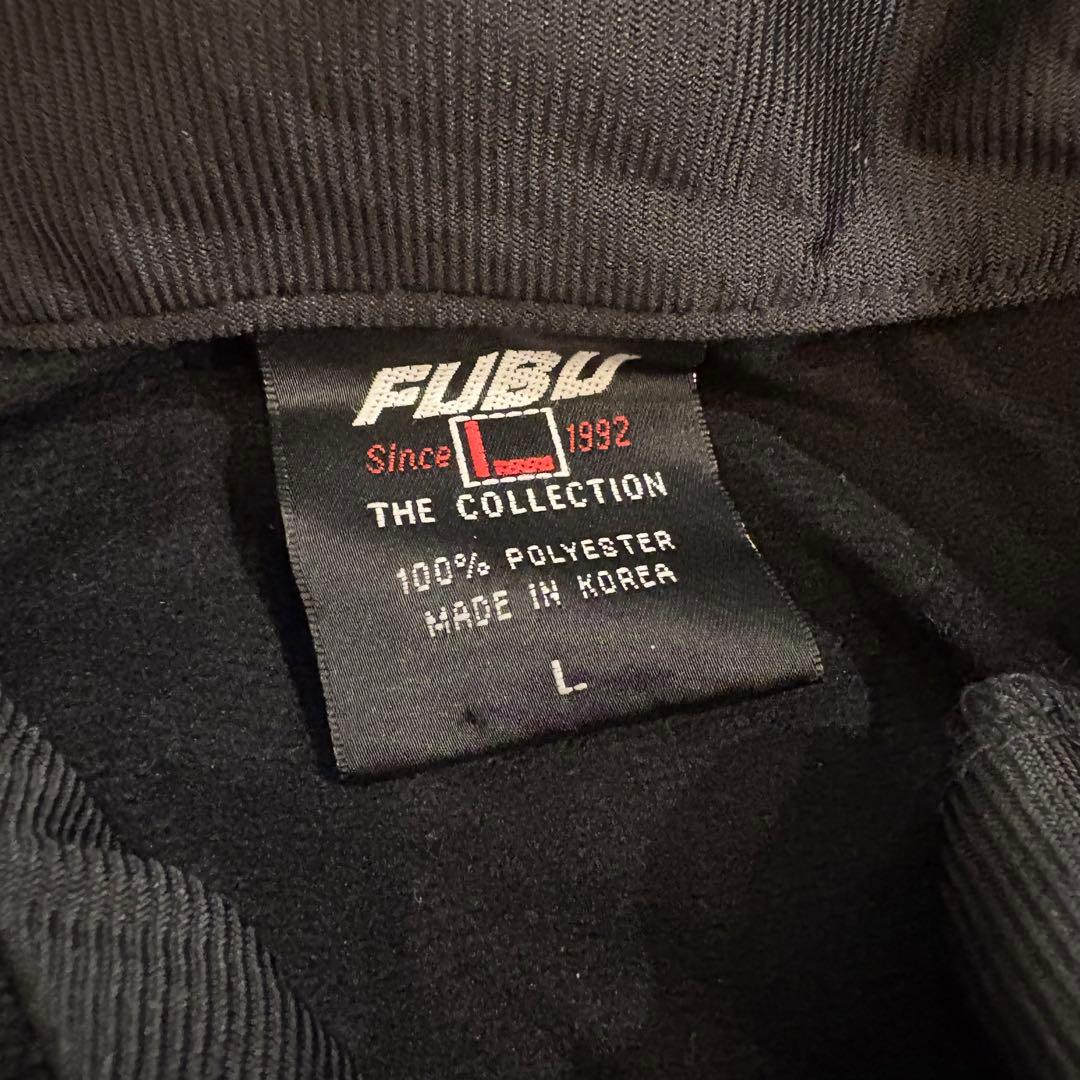 FUBU
Since L 1992
THE COLLECTION
100% POLYESTER
MADE IN KOREA
L